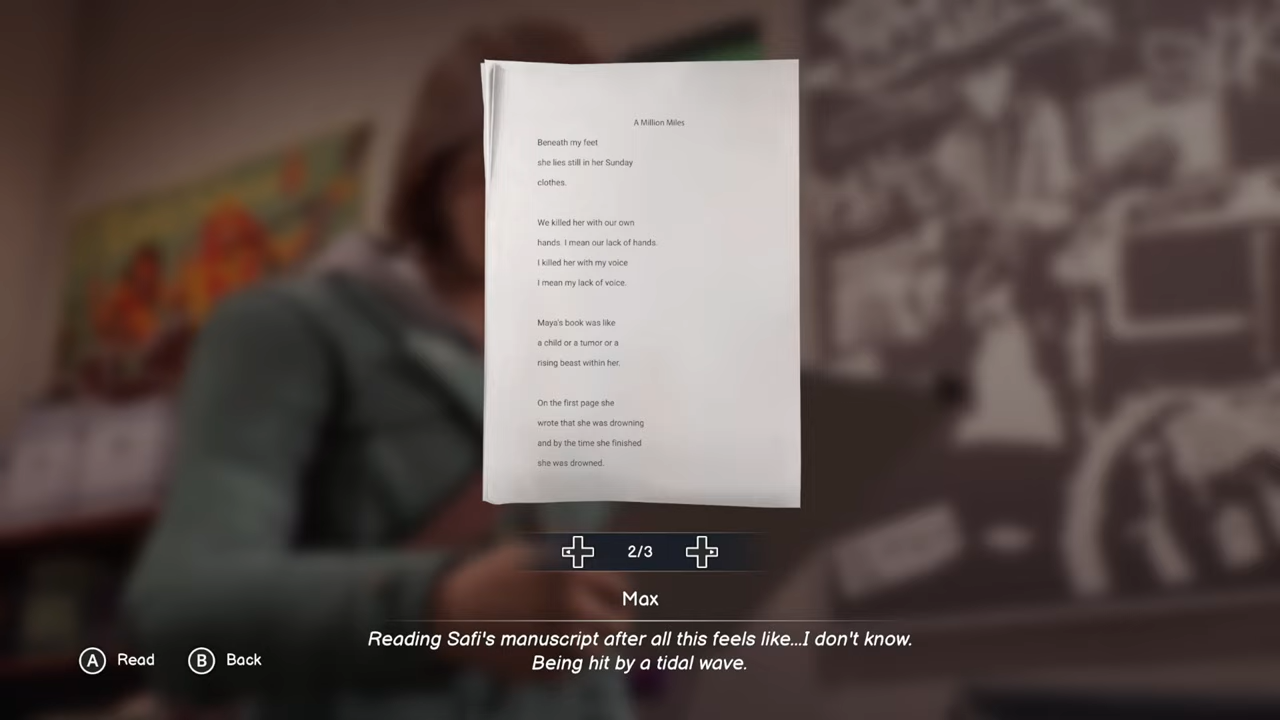 A Million Miles
Beneath my feet
she lies still in her Sunday
clothes.
We killed her with our own
hands. I mean our lack of hands.
I killed her with my voice
I mean my lack of voice.
Maya's book was like
a child or a tumor or a
rising beast within her.
On the first page she
wrote that she was drowning
and by the time she finished
she was drowned.
2/3
Max
Reading Safi's manuscript after all this feels like...I don't know.
Being hit by a tidal wave.
A Read B Back